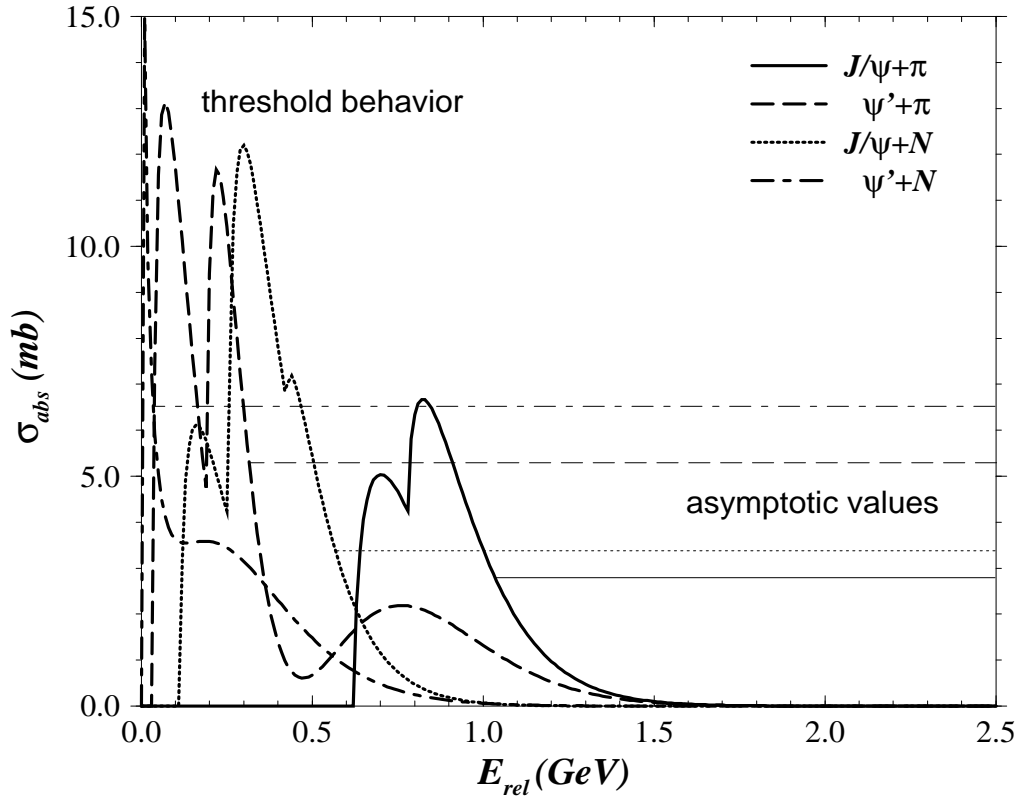 15.0
10.0
5.0
0.0
σabs (mb)
threshold behavior
J/ψ+π
ψ'+π
J/ψ+N
ψ'+N
asymptotic values
0.0 0.5 1.0 1.5 2.0 2.5
Erel (GeV)